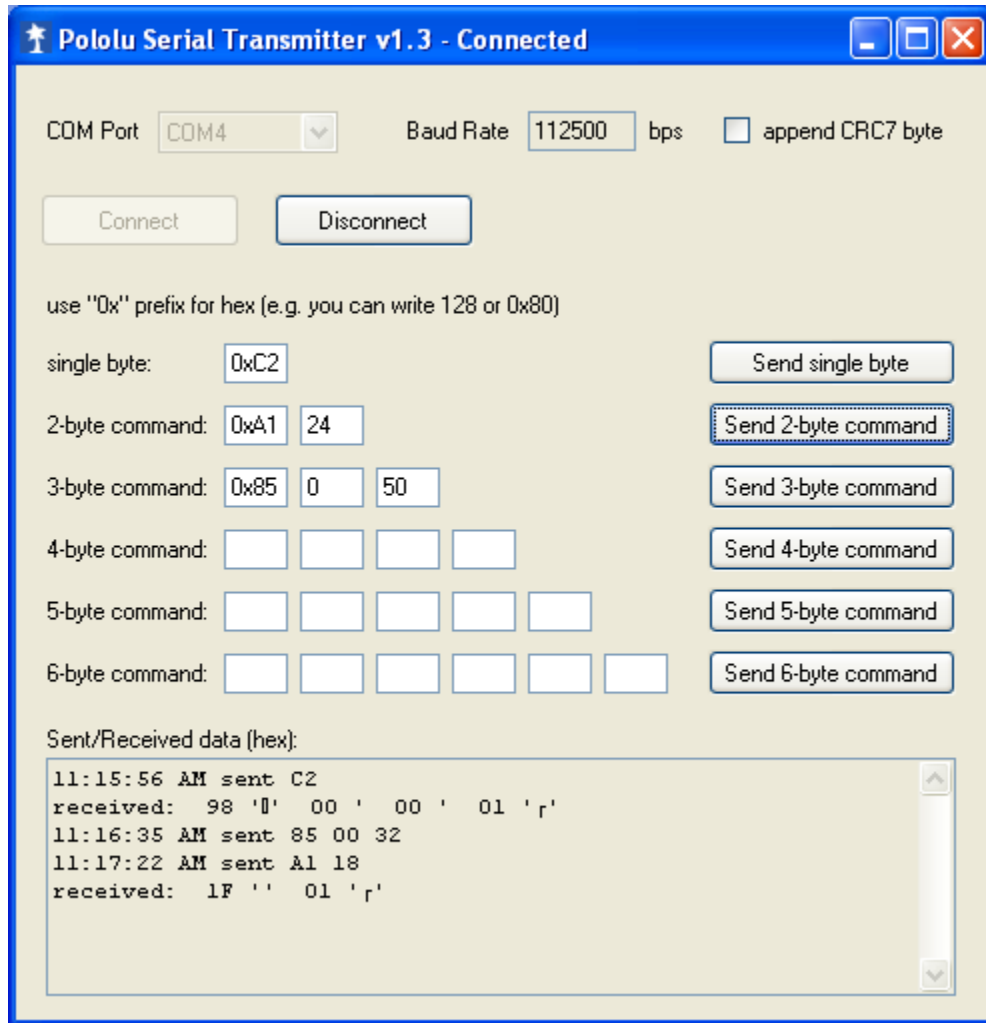 Pololu Serial Transmitter v1.3 - Connected
COM Port COM4 Baud Rate 112500 bps append CRC7 byte
Connect Disconnect
use "0x" prefix for hex (e.g. you can write 128 or 0x80)
single byte: 0xC2 Send single byte
2-byte command: 0xA1 24 Send 2-byte command
3-byte command: 0x85 0 50 Send 3-byte command
4-byte command: Send 4-byte command
5-byte command: Send 5-byte command
6-byte command: Send 6-byte command
Sent/Received data (hex):
11:15:56 AM sent C2
received: 98 '▯' 00 ' 00 ' 01 '┌'
11:16:35 AM sent 85 00 32
11:17:22 AM sent A1 18
received: 1F '' 01 '┌'